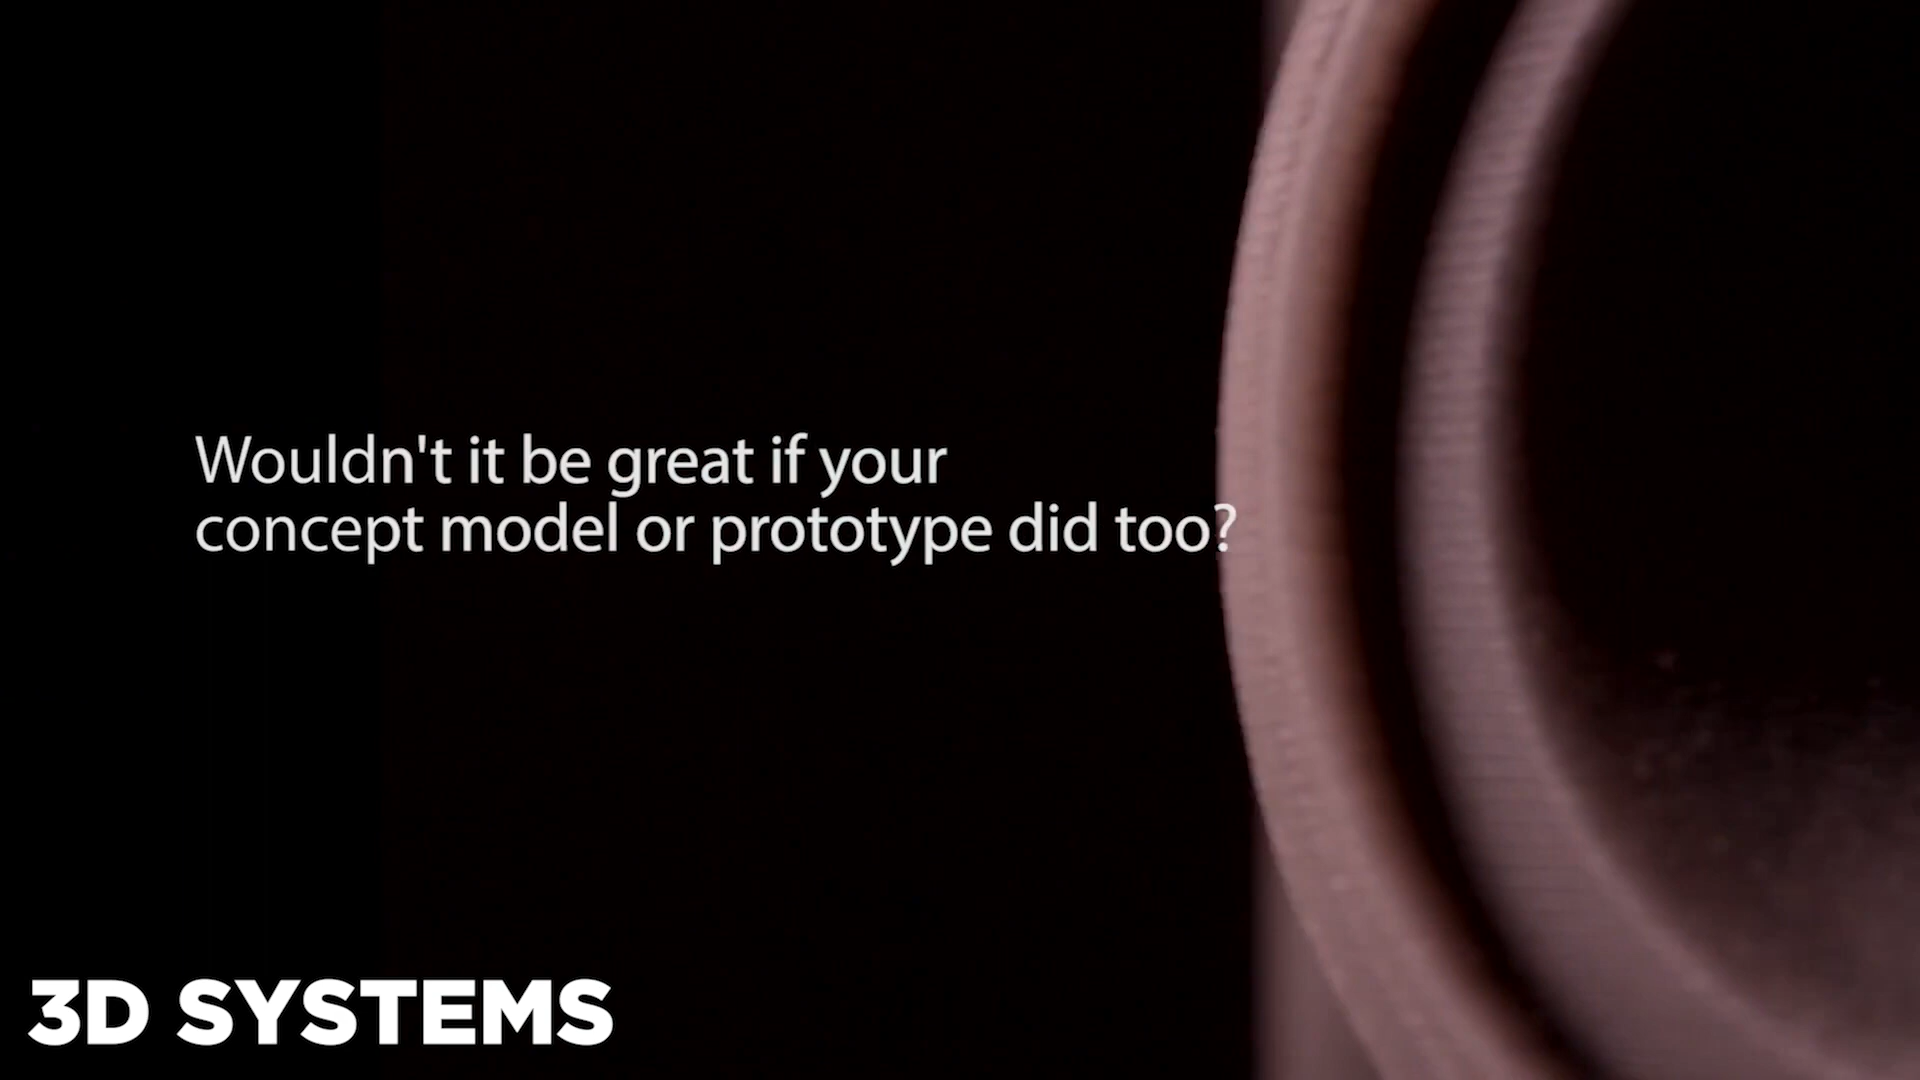 Wouldn't it be great if your
concept model or prototype did too?
3D SYSTEMS